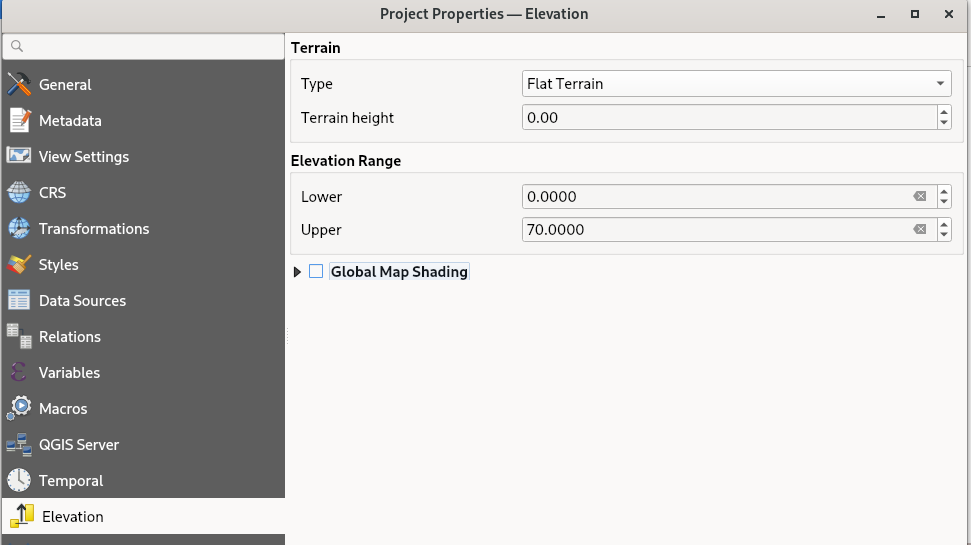 Project Properties — Elevation
General
Metadata
View Settings
CRS
Transformations
Styles
Data Sources
Relations
Variables
Macros
QGIS Server
Temporal
Elevation
Terrain
Type Flat Terrain
Terrain height 0.00
Elevation Range
Lower 0.0000
Upper 70.0000
Global Map Shading